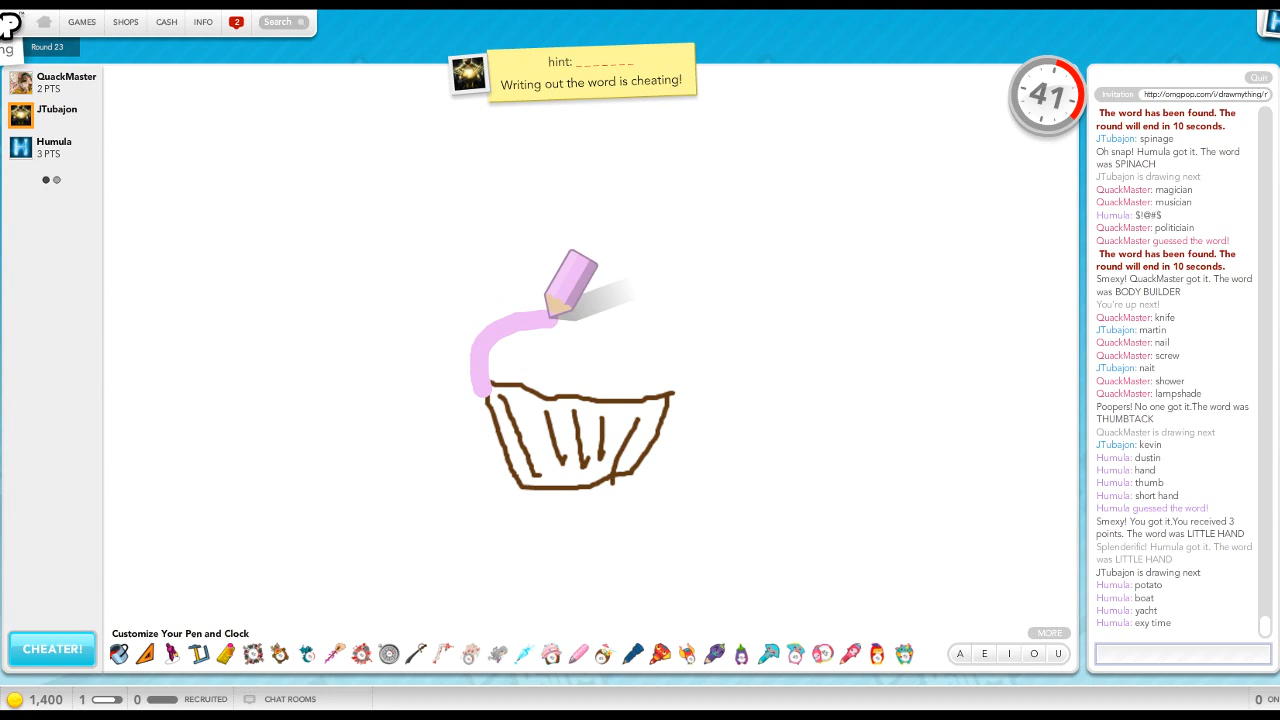 GAMES SHOPS CASH INFO 2 Search
ng Round 23
hint: _ _ _ _ _ _ _
Writing out the word is cheating!
41
QuackMaster
2 PTS
JTubajon
Humula
3 PTS
Quit
Invitation http://omgpop.com/i/drawmything/r
The word has been found. The
round will end in 10 seconds.
JTubajon: spinage
Oh snap! Humula got it. The word
was SPINACH
JTubajon is drawing next
QuackMaster: magician
QuackMaster: musician
Humula: $!@#$
QuackMaster: politiciain
QuackMaster guessed the word!
The word has been found. The
round will end in 10 seconds.
Smexy! QuackMaster got it. The word
was BODY BUILDER
You're up next!
QuackMaster: knife
JTubajon: martin
QuackMaster: nail
QuackMaster: screw
JTubajon: nait
QuackMaster: shower
QuackMaster: lampshade
Poopers! No one got it.The word was
THUMBTACK
QuackMaster is drawing next
JTubajon: kevin
Humula: dustin
Humula: hand
Humula: thumb
Humula: short hand
Humula guessed the word!
Smexy! You got it.You received 3
points. The word was LITTLE HAND
Splenderific! Humula got it. The word
was LITTLE HAND
JTubajon is drawing next
Humula: potato
Humula: boat
Humula: yacht
Humula: exy time
Customize Your Pen and Clock
MORE
CHEATER!
A E I O U
1,400 1 0 RECRUITED CHAT ROOMS 0 ON